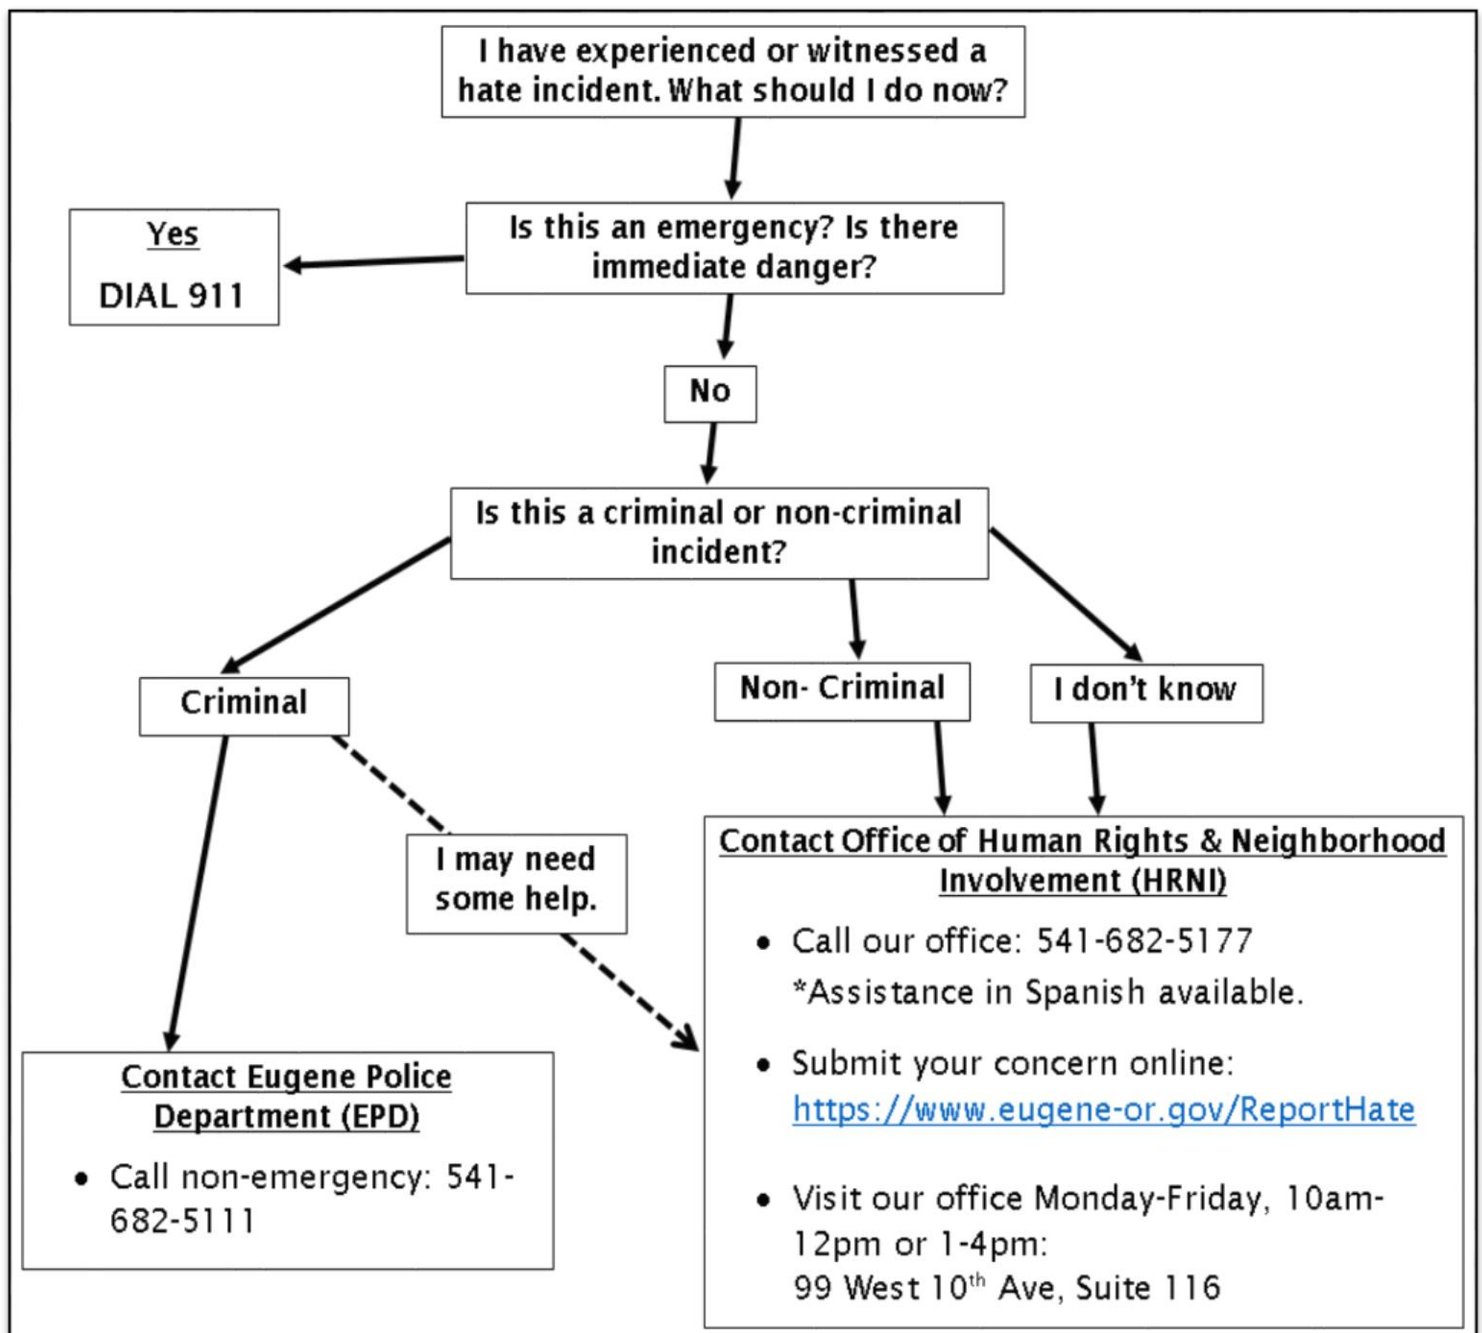 I have experienced or witnessed a
hate incident. What should I do now?
Is this an emergency? Is there
immediate danger?
Yes
DIAL 911
No
Is this a criminal or non-criminal
incident?
Criminal
Non- Criminal
I don't know
I may need
some help.
Contact Eugene Police
Department (EPD)
• Call non-emergency: 541-
682-5111
Contact Office of Human Rights & Neighborhood
Involvement (HRNI)
• Call our office: 541-682-5177
*Assistance in Spanish available.
• Submit your concern online:
https://www.eugene-or.gov/ReportHate
• Visit our office Monday-Friday, 10am-
12pm or 1-4pm:
99 West 10th Ave, Suite 116